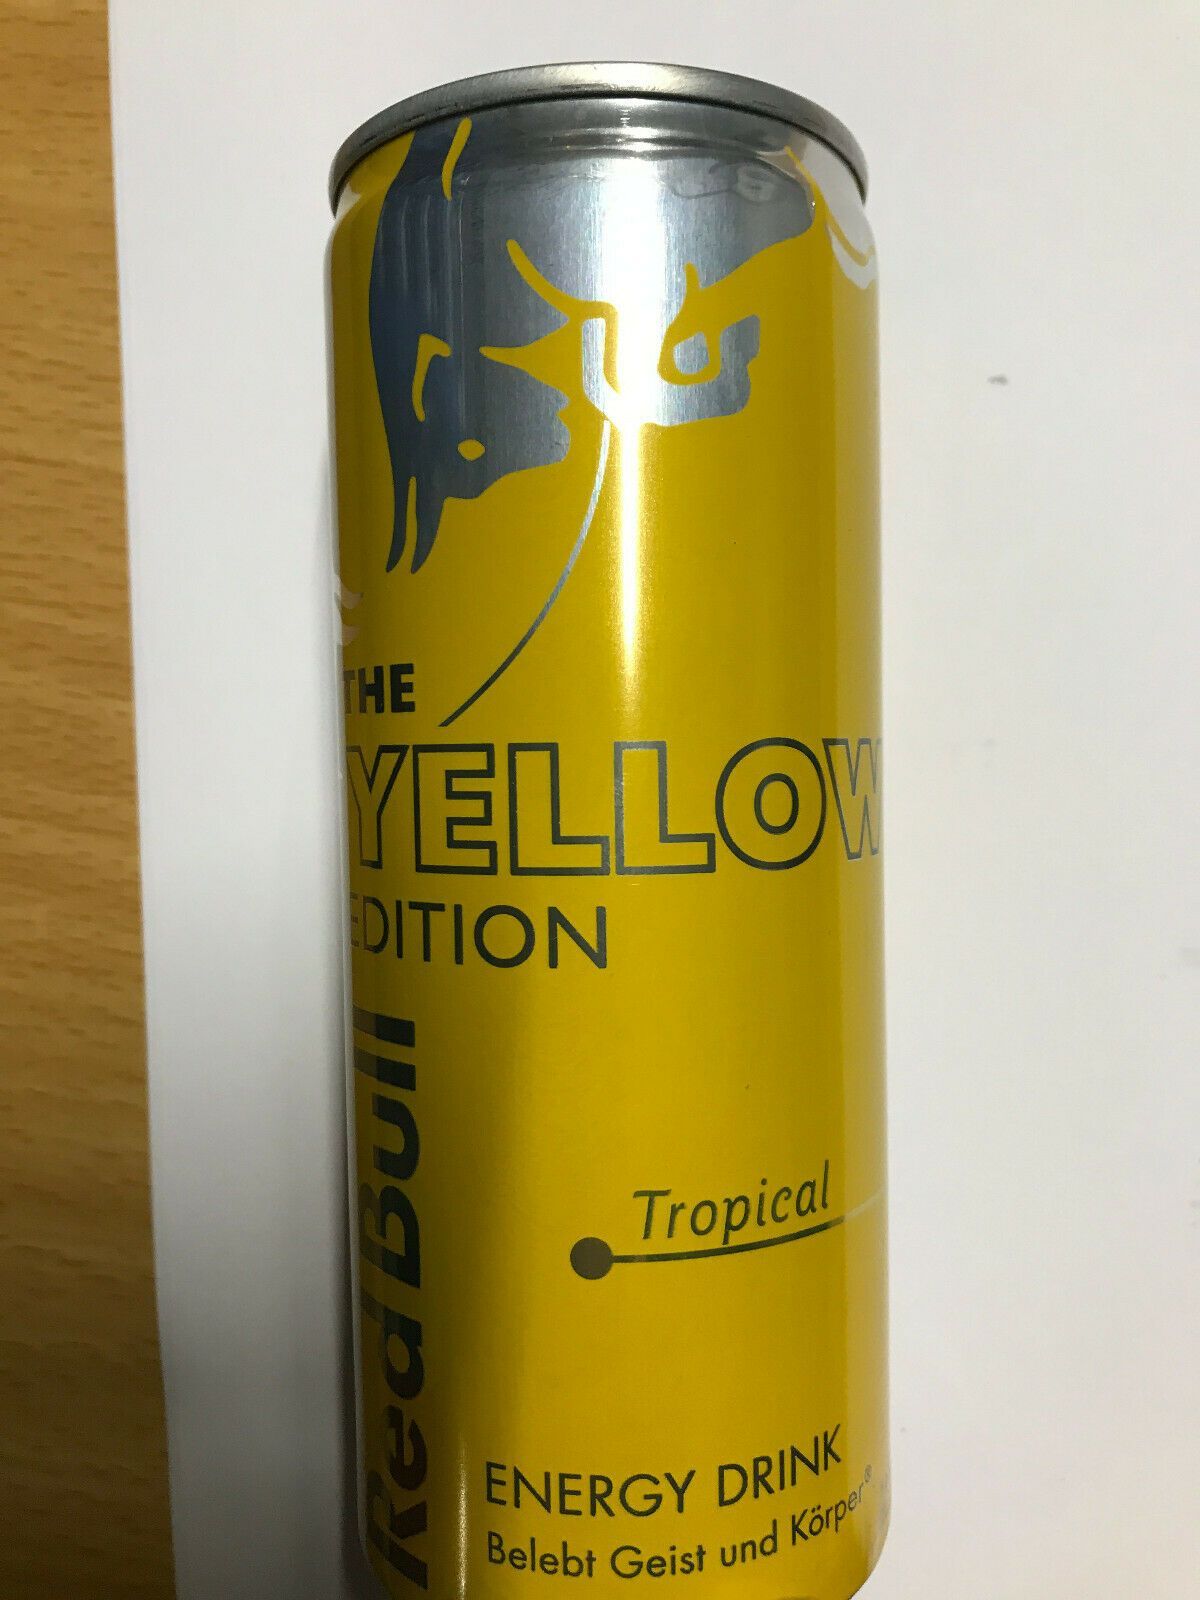 THE
YELLOW
EDITION
Red Bull
Tropical
ENERGY DRINK
Belebt Geist und Körper®